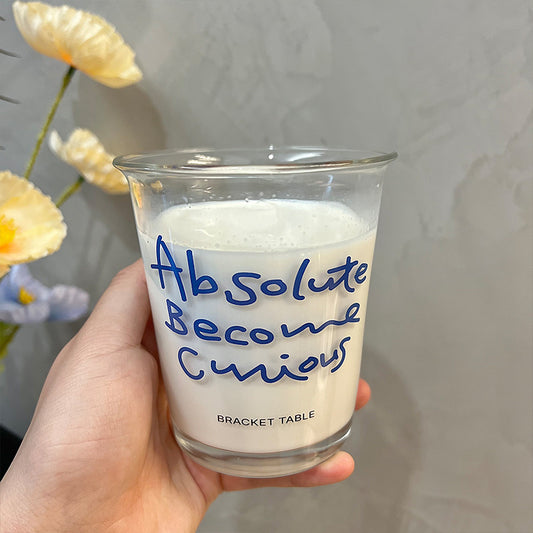 Absolute
Become
Curious
BRACKET TABLE